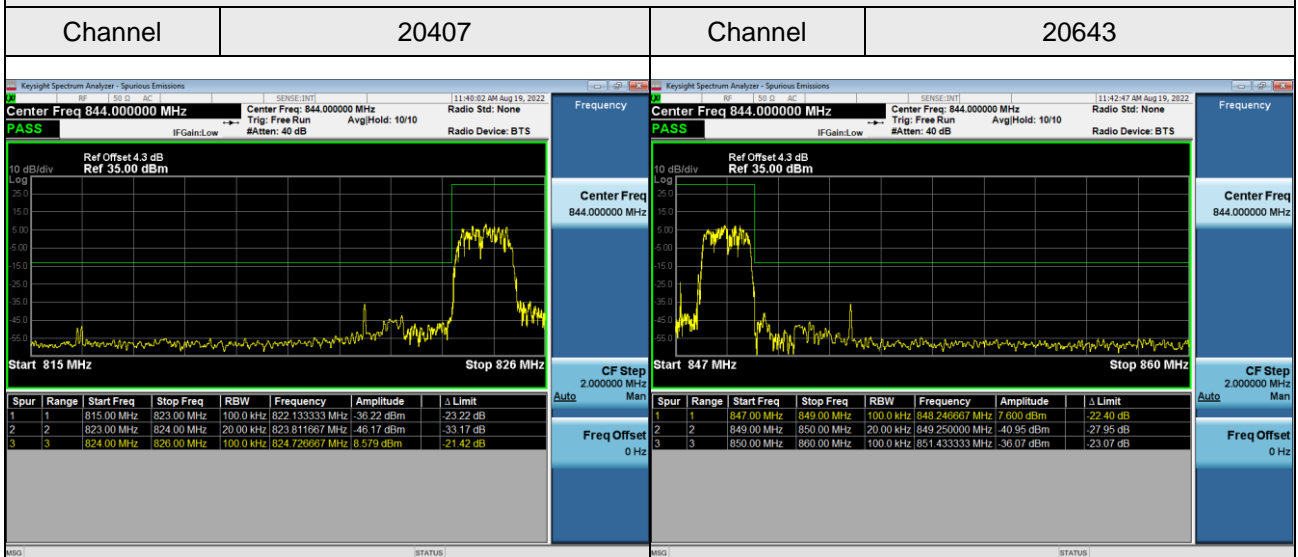 Channel 20407 Channel 20643
Keysight Spectrum Analyzer - Spurious Emissions
RF 50 Ω AC SENSE:INT 11:40:02 AM Aug 19, 2022
Center Freq 844.000000 MHz Center Freq: 844.000000 MHz Radio Std: None
Trig: Free Run Avg|Hold: 10/10
PASS IFGain:Low #Atten: 40 dB Radio Device: BTS
Ref Offset 4.3 dB
10 dB/div Ref 35.00 dBm
Log
25.0
15.0
5.00
-5.00
-15.0
-25.0
-35.0
-45.0
-55.0
Start 815 MHz Stop 826 MHz
Spur Range Start Freq Stop Freq RBW Frequency Amplitude Δ Limit
1 1 815.00 MHz 823.00 MHz 100.0 kHz 822.133333 MHz -36.22 dBm -23.22 dB
2 2 823.00 MHz 824.00 MHz 20.00 kHz 823.811667 MHz -46.17 dBm -33.17 dB
3 3 824.00 MHz 826.00 MHz 100.0 kHz 824.726667 MHz 8.579 dBm -21.42 dB
MSG STATUS
Frequency
Center Freq
844.000000 MHz
CF Step
2.000000 MHz
Auto Man
Freq Offset
0 Hz
Keysight Spectrum Analyzer - Spurious Emissions
RF 50 Ω AC SENSE:INT 11:42:47 AM Aug 19, 2022
Center Freq 844.000000 MHz Center Freq: 844.000000 MHz Radio Std: None
Trig: Free Run Avg|Hold: 10/10
PASS IFGain:Low #Atten: 40 dB Radio Device: BTS
Ref Offset 4.3 dB
10 dB/div Ref 35.00 dBm
Log
25.0
15.0
5.00
-5.00
-15.0
-25.0
-35.0
-45.0
-55.0
Start 847 MHz Stop 860 MHz
Spur Range Start Freq Stop Freq RBW Frequency Amplitude Δ Limit
1 1 847.00 MHz 849.00 MHz 100.0 kHz 848.246667 MHz 7.600 dBm -22.40 dB
2 2 849.00 MHz 850.00 MHz 20.00 kHz 849.250000 MHz -40.95 dBm -27.95 dB
3 3 850.00 MHz 860.00 MHz 100.0 kHz 851.433333 MHz -36.07 dBm -23.07 dB
MSG STATUS
Frequency
Center Freq
844.000000 MHz
CF Step
2.000000 MHz
Auto Man
Freq Offset
0 Hz